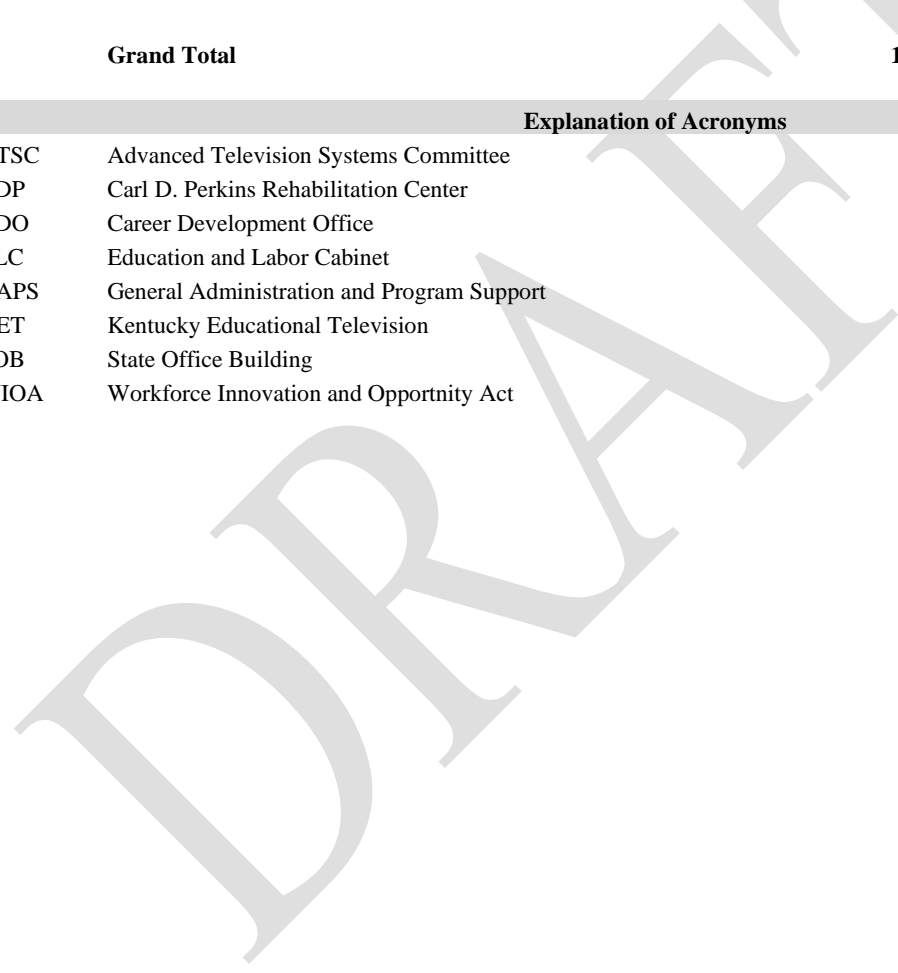 Grand Total 1
Explanation of Acronyms
TSC Advanced Television Systems Committee
DP Carl D. Perkins Rehabilitation Center
DO Career Development Office
LC Education and Labor Cabinet
APS General Administration and Program Support
ET Kentucky Educational Television
OB State Office Building
IOA Workforce Innovation and Opportnity Act
DRAFT